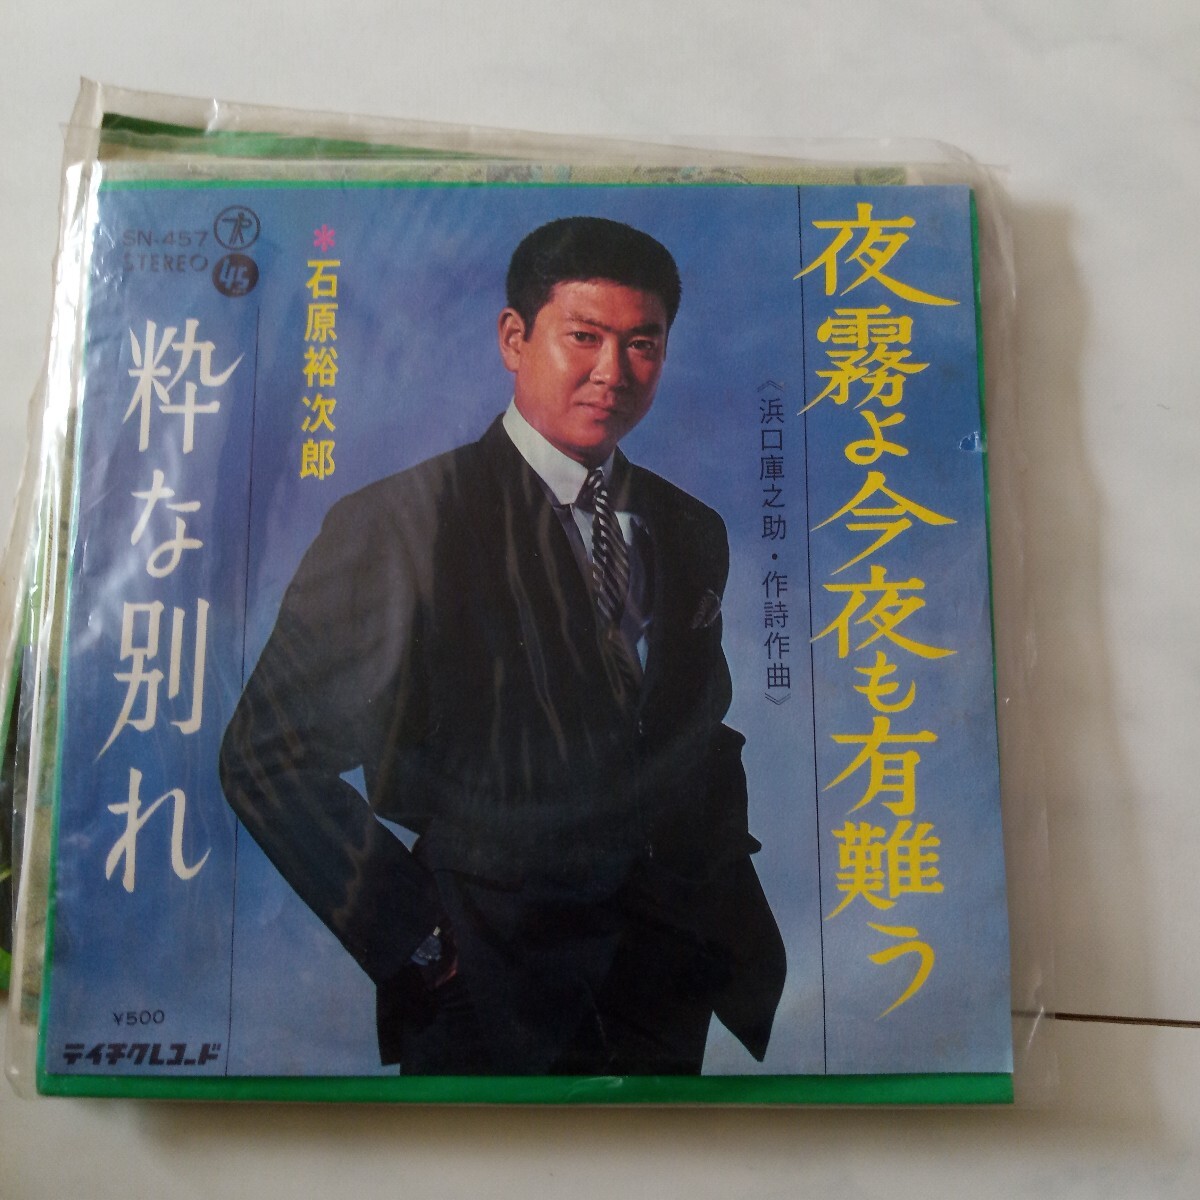 夜霧よ今夜も有難う
《浜口庫之助・作詩作曲》
*石原裕次郎
SN-457
STEREO
45
粋な別れ
¥500
テイチクレコード